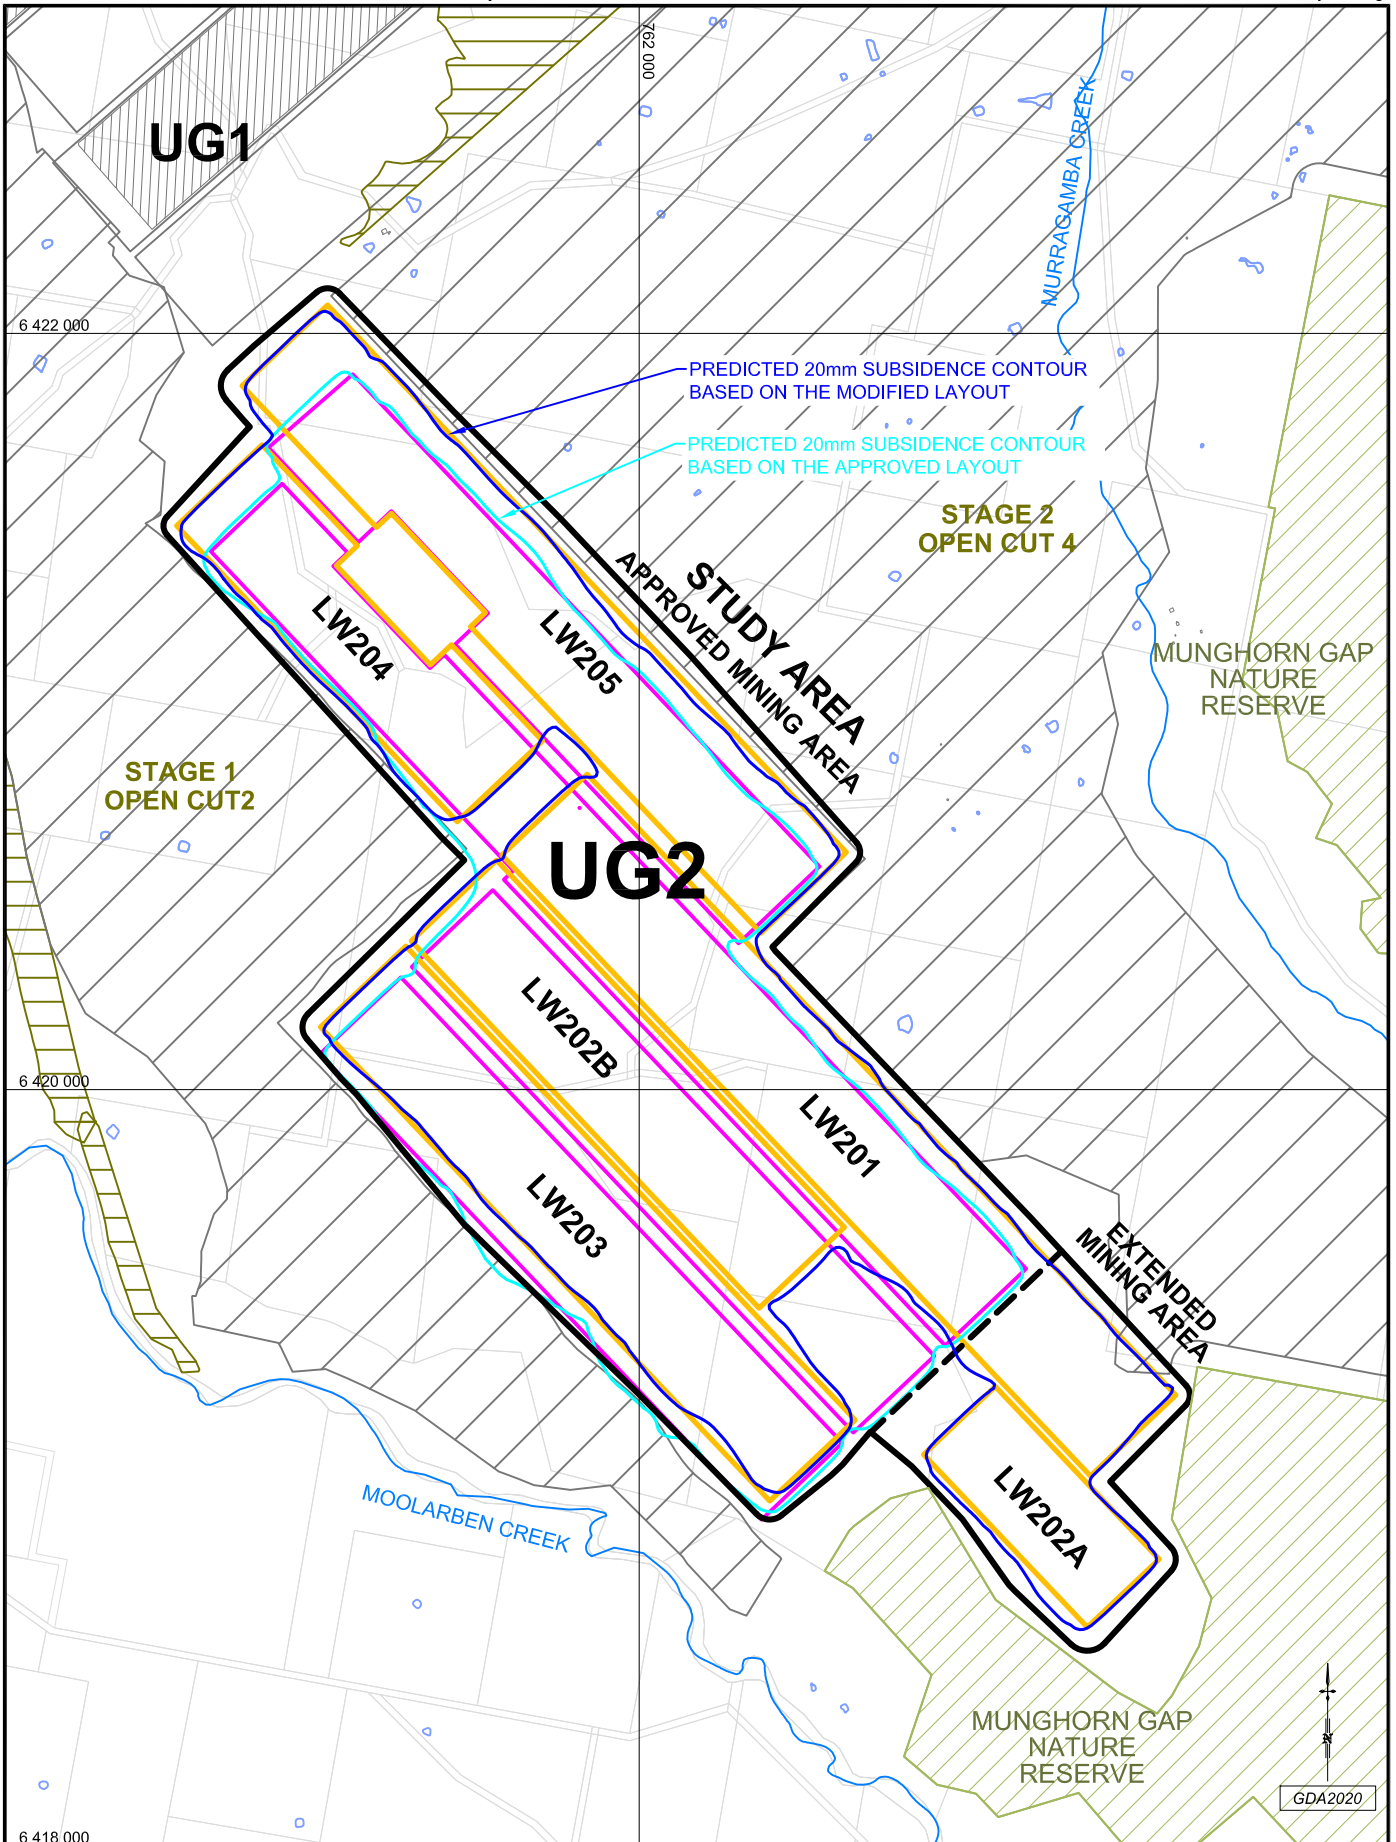 762 000
UG1
MURRAGAMBA CREEK
6 422 000
PREDICTED 20mm SUBSIDENCE CONTOUR
BASED ON THE MODIFIED LAYOUT
PREDICTED 20mm SUBSIDENCE CONTOUR
BASED ON THE APPROVED LAYOUT
STAGE 2
OPEN CUT 4
STUDY AREA
APPROVED MINING AREA
LW204
LW205
MUNGHORN GAP
NATURE
RESERVE
STAGE 1
OPEN CUT2
UG2
LW202B
6 420 000
LW201
LW203
EXTENDED
MINING AREA
LW202A
MOOLARBEN CREEK
MUNGHORN GAP
NATURE
RESERVE
N
GDA2020
6 418 000